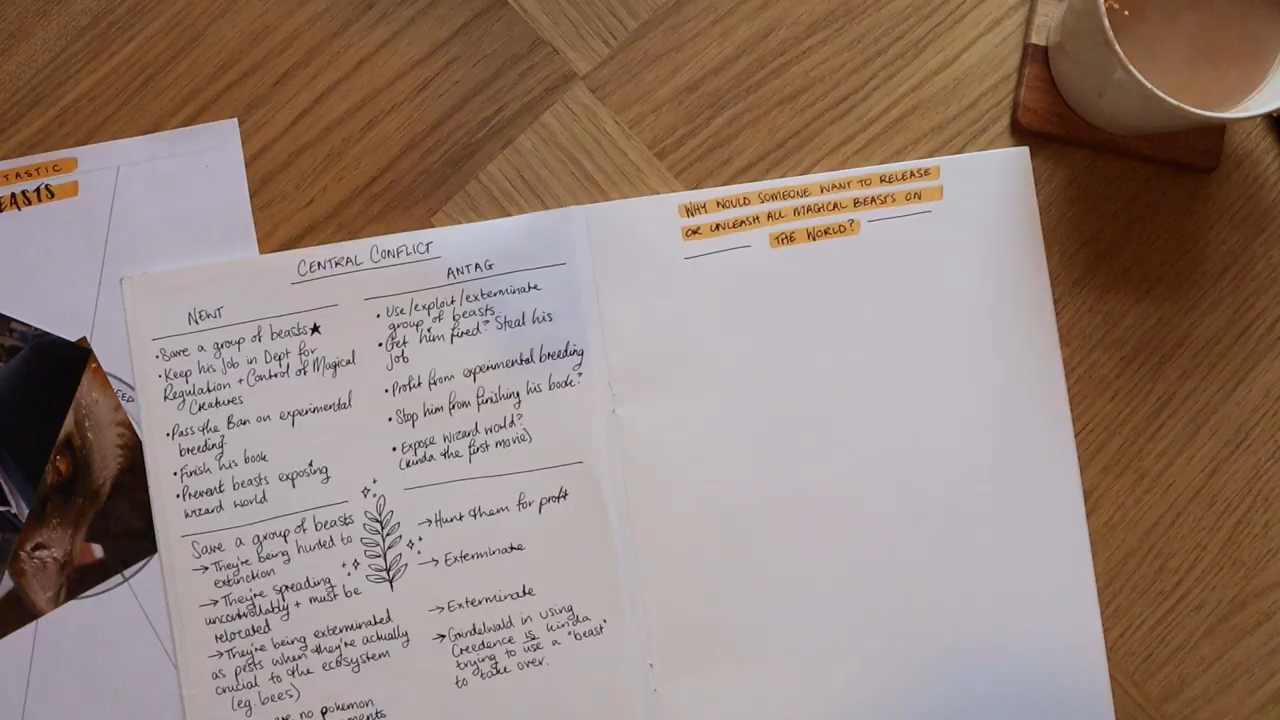 TASTIC
EASTS
EED
CENTRAL CONFLICT
NEWT
• Save a group of beasts★
• Keep his job in Dept for
Regulation + Control of Magical
Creatures
• Pass the Ban on experimental
breeding?
• Finish his book
• Prevent beasts exposing
wizard world
ANTAG
• Use/exploit/exterminate
group of beasts
• Get him fired? Steal his
job
• Profit from experimental breeding
• Stop him from finishing his book?
• Expose wizard world?
(kinda the first movie)
Save a group of beasts
→ They're being hunted to
extinction
→ They're spreading
uncontrollably + must be
relocated
→ They're being exterminated
as pests when they're actually
crucial to the ecosystem
(eg. bees)
no pokemon
→ Hunt them for profit
→ Exterminate
→ Exterminate
→ Grindelwald in using
Creedence is kinda
trying to use a "beast"
to take over.
WHY WOULD SOMEONE WANT TO RELEASE
OR UNLEASH ALL MAGICAL BEASTS ON
THE WORLD?